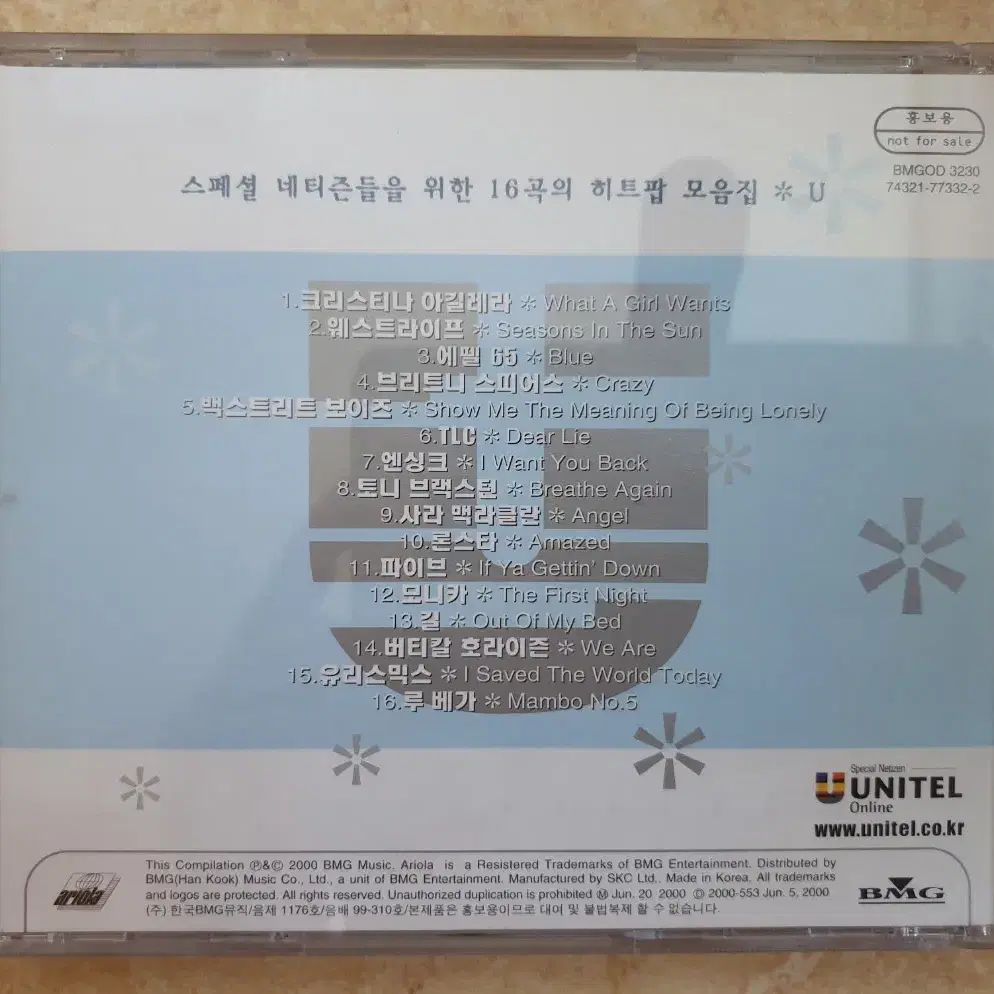 홍보용
not for sale
BMGOD 3230
74321-77332-2
스페셜 네티즌들을 위한 16곡의 히트팝 모음집 ✻ U
1.크리스티나 아길레라 ✻ What A Girl Wants
2.웨스트라이프 ✻ Seasons In The Sun
3.에펠 65 ✻ Blue
4.브리트니 스피어스 ✻ Crazy
5.백스트리트 보이즈 ✻ Show Me The Meaning Of Being Lonely
6.TLC ✻ Dear Lie
7.엔싱크 ✻ I Want You Back
8.토니 브랙스턴 ✻ Breathe Again
9.사라 맥라클란 ✻ Angel
10.론스타 ✻ Amazed
11.파이브 ✻ If Ya Gettin' Down
12.모니카 ✻ The First Night
13.걸 ✻ Out Of My Bed
14.버티칼 호라이즌 ✻ We Are
15.유리스믹스 ✻ I Saved The World Today
16.루 베가 ✻ Mambo No.5
Special Netizen
UNITEL
Online
www.unitel.co.kr
This Compilation ℗&© 2000 BMG Music. Ariola is a Registered Trademarks of BMG Entertainment. Distributed by
BMG(Han Kook) Music Co., Ltd., a unit of BMG Entertainment. Manufactured by SKC Ltd., Made in Korea. All trademarks
and logos are protected. All rights reserved. Unauthorized duplication is prohibited Ⓜ Jun. 20. 2000 © 2000-553 Jun. 5, 2000
(주) 한국BMG뮤직/음제 1176호/음배 99-310호/본제품은 홍보용이므로 대여 및 불법복제 할 수 없습니다.
ariola
BMG